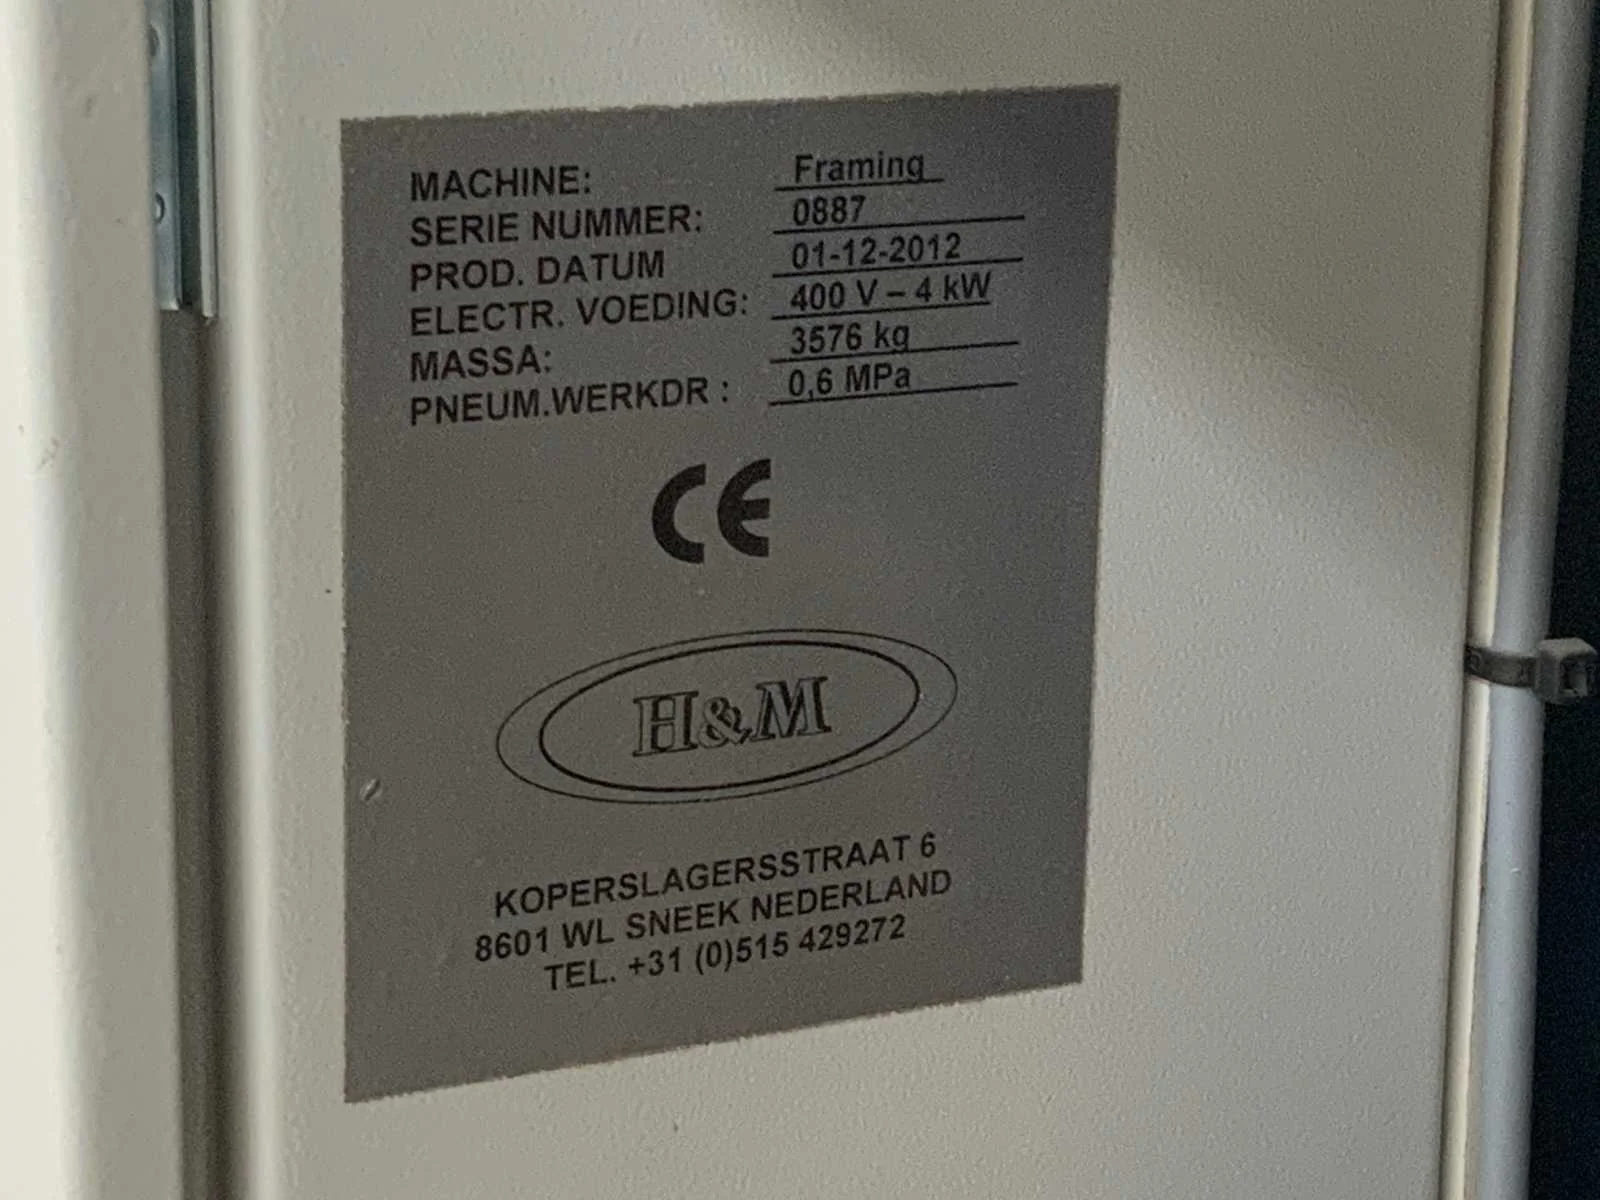 MACHINE: Framing
SERIE NUMMER: 0887
PROD. DATUM 01-12-2012
ELECTR. VOEDING: 400 V – 4 kW
MASSA: 3576 kg
PNEUM.WERKDR : 0,6 MPa
CE
H&M
KOPERSLAGERSSTRAAT 6
8601 WL SNEEK NEDERLAND
TEL. +31 (0)515 429272